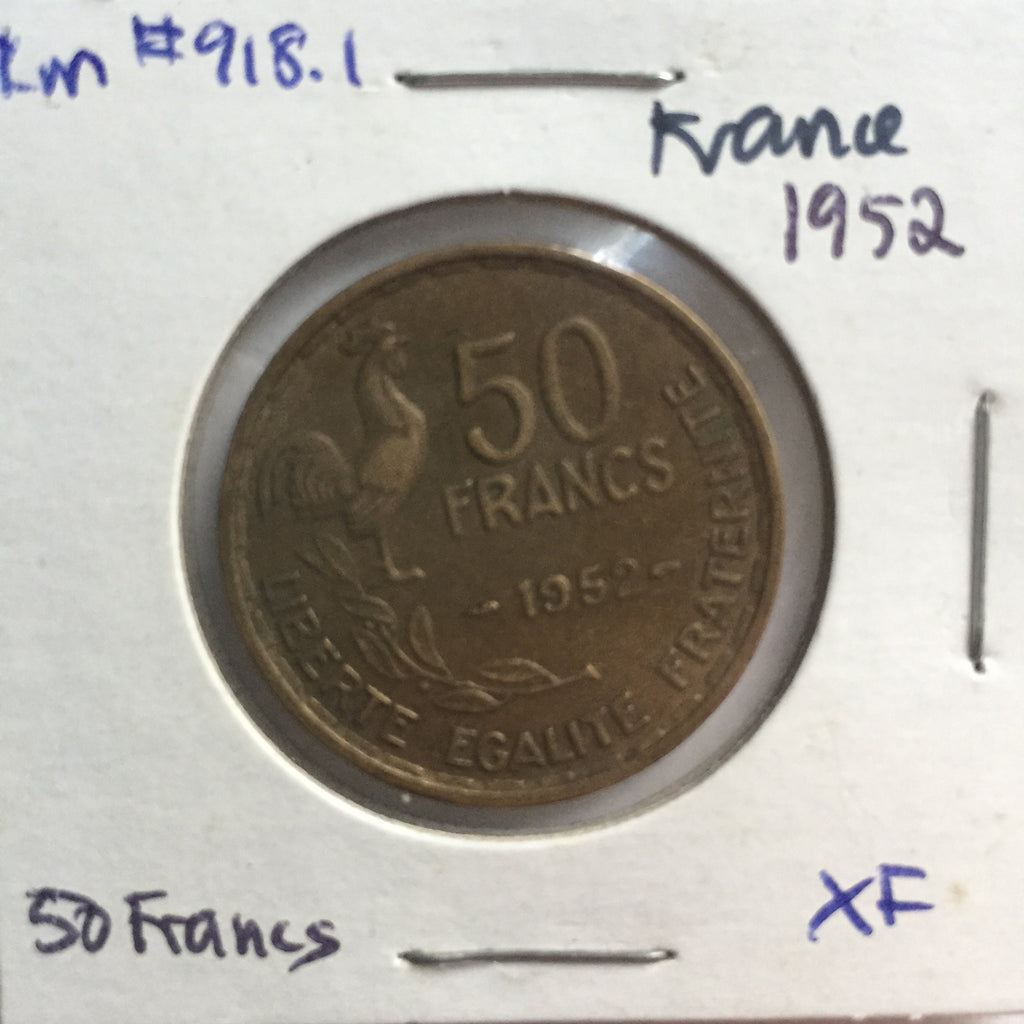 Km #918.1
France
1952
50
FRANCS
- 1952 -
LIBERTE EGALITE FRATERNITE
50 Francs
XF